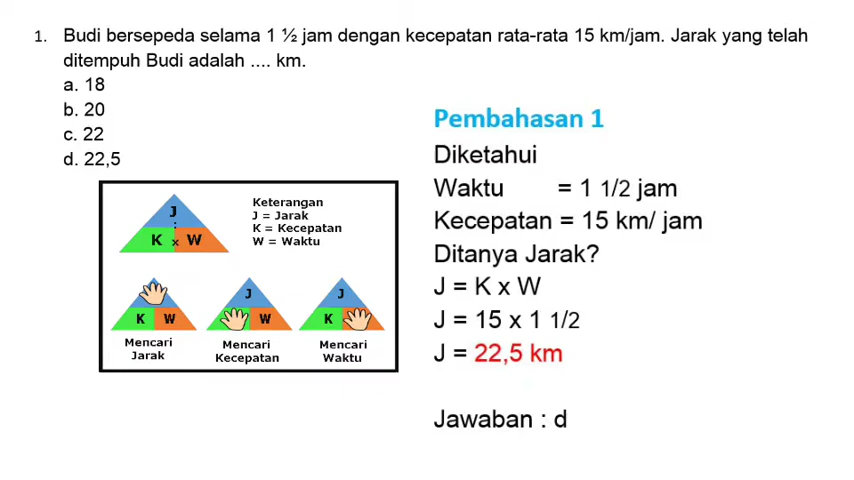 1. Budi bersepeda selama 1 ½ jam dengan kecepatan rata-rata 15 km/jam. Jarak yang telah
ditempuh Budi adalah .... km.
a. 18
b. 20
c. 22
d. 22,5
J
:
K x W
Keterangan
J = Jarak
K = Kecepatan
W = Waktu
K W
Mencari
Jarak
J
W
Mencari
Kecepatan
J
K
Mencari
Waktu
Pembahasan 1
Diketahui
Waktu = 1 1/2 jam
Kecepatan = 15 km/ jam
Ditanya Jarak?
J = K x W
J = 15 x 1 1/2
J = 22,5 km
Jawaban : d